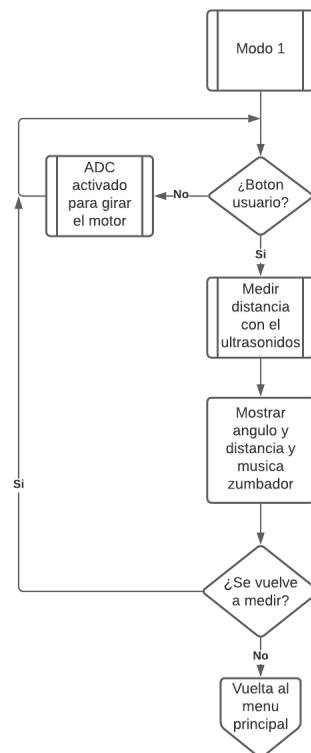 Modo 1
¿Boton
usuario?
No
ADC
activado
para girar
el motor
Si
Medir
distancia
con el
ultrasonidos
Mostrar
angulo y
distancia y
musica
zumbador
Si
¿Se vuelve
a medir?
No
Vuelta al
menu
principal